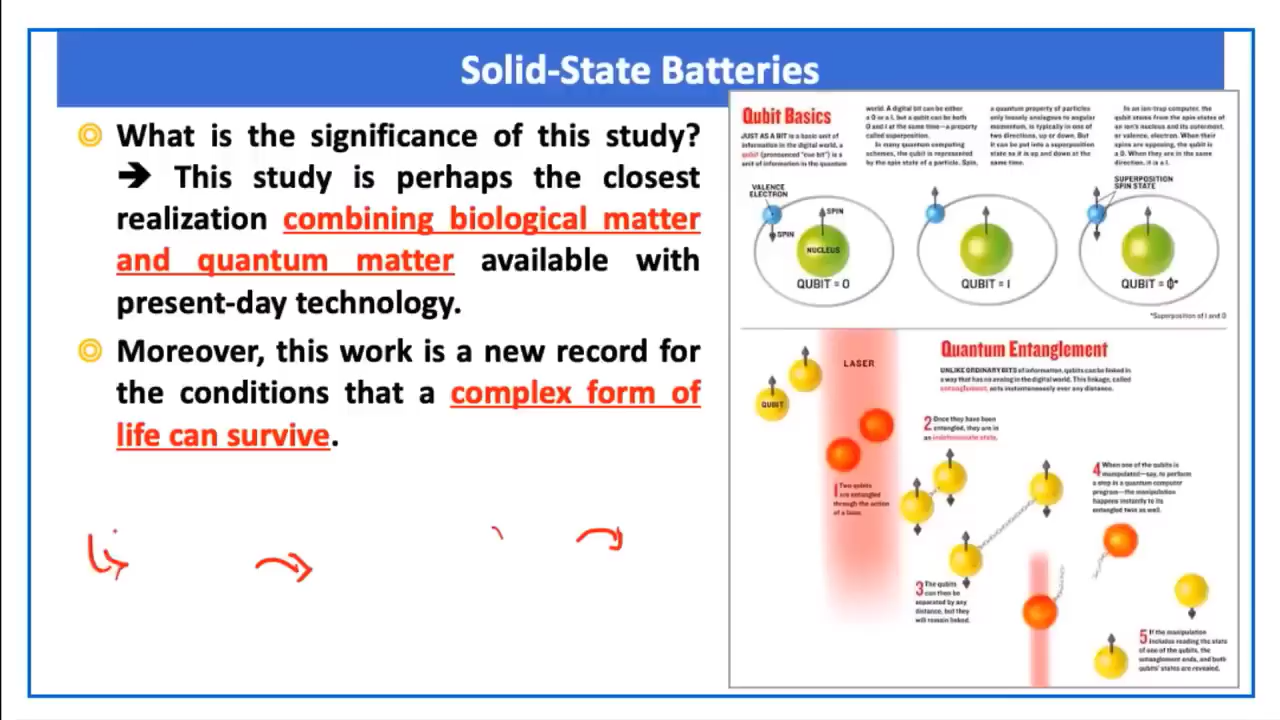 Solid-State Batteries
What is the significance of this study?
➔ This study is perhaps the closest
realization combining biological matter
and quantum matter available with
present-day technology.
Moreover, this work is a new record for
the conditions that a complex form of
life can survive.
Qubit Basics
JUST AS A BIT is a basic unit of
information in the digital world, a
qubit (pronounced "cue bit") is a
unit of information in the quantum
world. A digital bit can be either
a 0 or a 1, but a qubit can be both
0 and 1 at the same time—a property
called superposition.
In many quantum computing
schemes, the qubit is represented
by the spin state of a particle. Spin,
a quantum property of particles
only loosely analogous to angular
momentum, is typically in one of
two directions, up or down. But
it can be put into a superposition
state so it is up and down at the
same time.
In an ion-trap computer, the
qubit stems from the spin states of
an ion's nucleus and its outermost,
or valence, electron. When their
spins are opposing, the qubit is
a 0. When they are in the same
direction, it is a 1.
VALENCE
ELECTRON
SPIN
SPIN
NUCLEUS
QUBIT = 0
QUBIT = 1
SUPERPOSITION
SPIN STATE
QUBIT = Φ*
*Superposition of 1 and 0
Quantum Entanglement
UNLIKE ORDINARY BITS of information, qubits can be linked in
a way that has no analog in the digital world. This linkage, called
entanglement, acts instantaneously over any distance.
LASER
QUBIT
1 Two qubits
are entangled
through the action
of a laser.
2 Once they have been
entangled, they are in
an indeterminate state.
3 The qubits
can then be
separated by any
distance, but they
will remain linked.
4 When one of the qubits is
manipulated—say, to perform
a step in a quantum computer
program—the manipulation
happens instantly to its
entangled twin as well.
5 If the manipulation
includes reading the state
of one of the qubits, the
entanglement ends, and both
qubits' states are revealed.